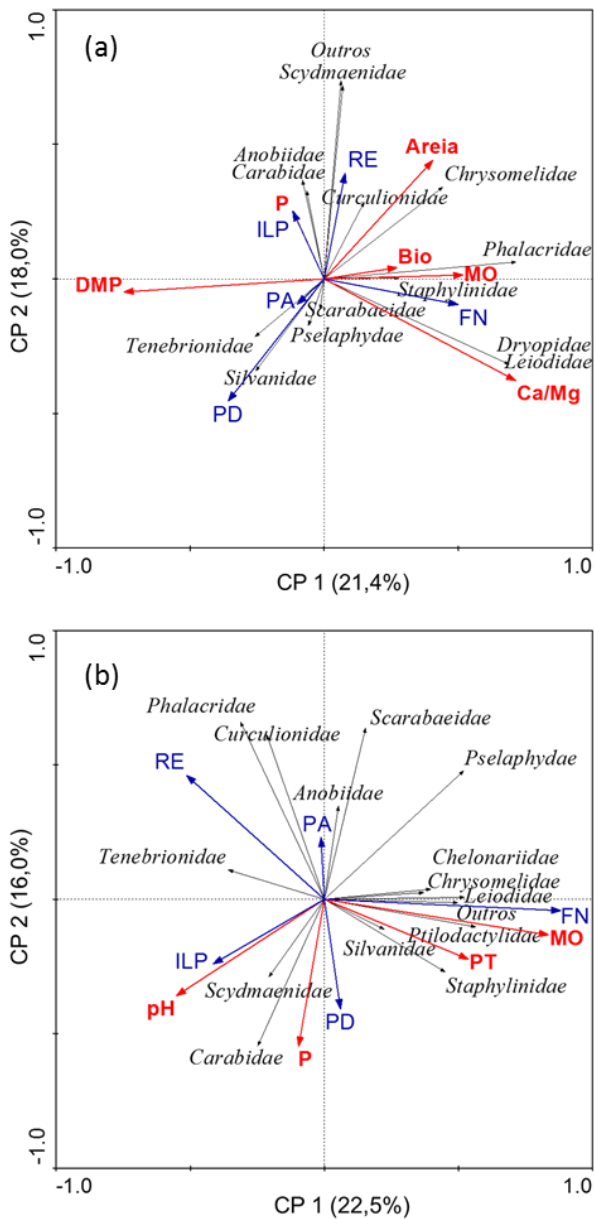 1.0
(a)
Outros
Scydmaenidae
Areia
Anobiidae
RE
Carabidae
Chrysomelidae
P
Curculionidae
ILP
Phalacridae
Bio
MO
DMP
Staphylinidae
PA
Scarabaeidae
FN
Pselaphydae
Tenebrionidae
Dryopidae
Leiodidae
Silvanidae
Ca/Mg
PD
CP 2 (18,0%)
-1.0
-1.0
1.0
CP 1 (21,4%)
1.0
(b)
Phalacridae
Scarabaeidae
Curculionidae
RE
Pselaphydae
Anobiidae
PA
Tenebrionidae
Chelonariidae
Chrysomelidae
Leiodidae
Outros
FN
Ptilodactylidae
MO
Silvanidae
ILP
PT
Scydmaenidae
Staphylinidae
pH
PD
Carabidae
P
CP 2 (16,0%)
-1.0
-1.0
1.0
CP 1 (22,5%)